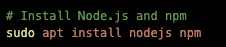 # Install Node.js and npm
sudo apt install nodejs npm